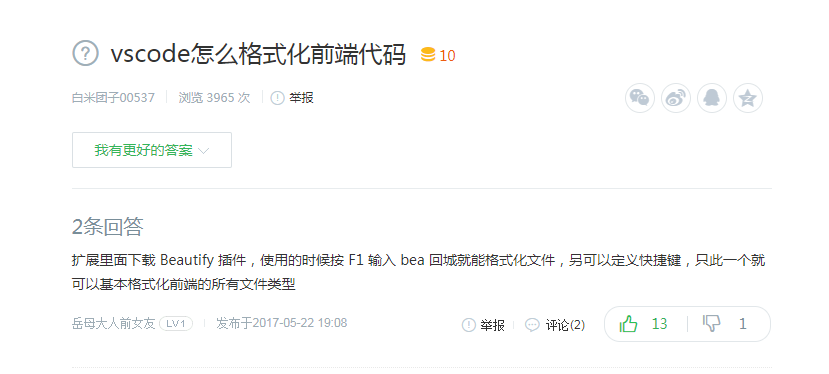 vscode怎么格式化前端代码 10
白米团子00537 浏览 3965 次 举报
我有更好的答案
2条回答
扩展里面下载 Beautify 插件，使用的时候按 F1 输入 bea 回城就能格式化文件，另可以定义快捷键，只此一个就
可以基本格式化前端的所有文件类型
岳母大人前女友 LV1 发布于2017-05-22 19:08 举报 评论(2) 13 1